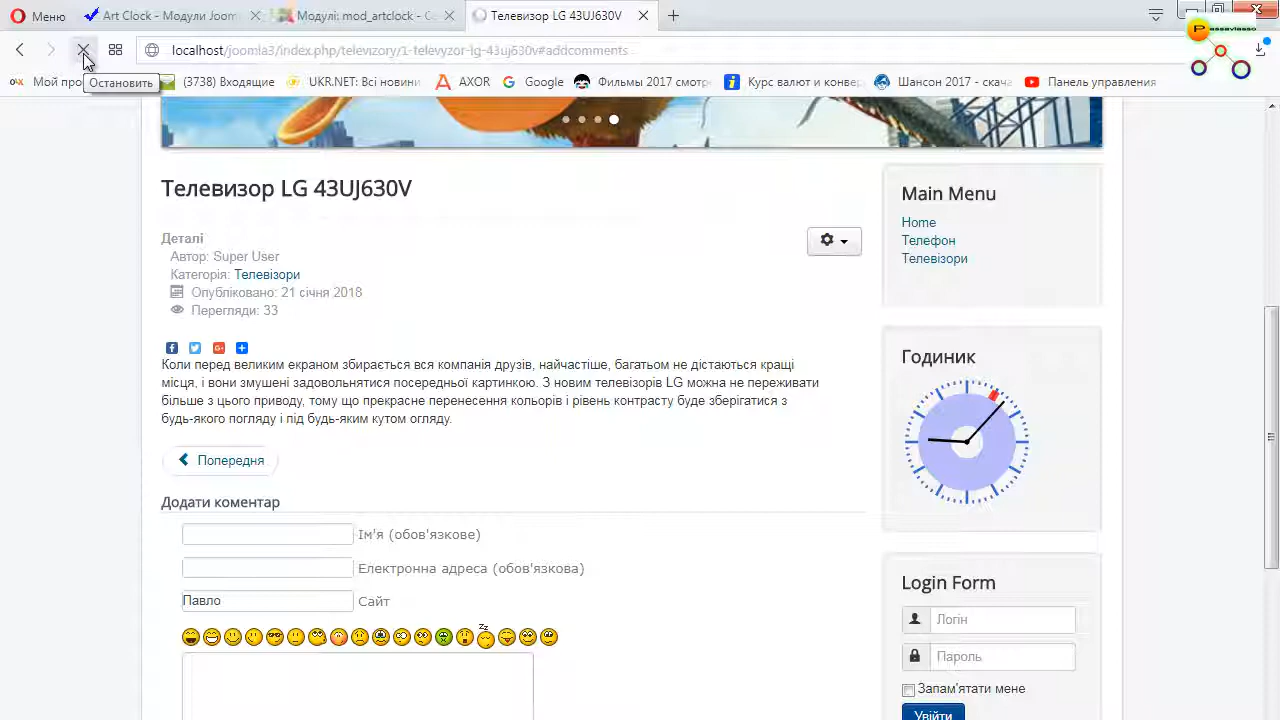 Меню
Art Clock - Модули Joom
Модулі: mod_artclock - C
Телевизор LG 43UJ630V
localhost/joomla3/index.php/televizory/1-televyzor-lg-43uj630v#addcomments
Мой про
Остановить
(3738) Входящие
UKR.NET: Всі новини
AXOR
Google
Фильмы 2017 смотр
Курс валют и конвер
Шансон 2017 - скача
Панель управления
Телевизор LG 43UJ630V
Деталі
Автор: Super User
Категорія: Телевізори
Опубліковано: 21 січня 2018
Перегляди: 33
Коли перед великим екраном збирається вся компанія друзів, найчастіше, багатьом не дістаються кращі
місця, і вони змушені задовольнятися посередньої картинкою. З новим телевізорів LG можна не переживати
більше з цього приводу, тому що прекрасне перенесення кольорів і рівень контрасту буде зберігатися з
будь-якого погляду і під будь-яким кутом огляду.
Попередня
Додати коментар
Ім'я (обов'язкове)
Електронна адреса (обов'язкова)
Павло Сайт
Main Menu
Home
Телефон
Телевізори
Годиник
Login Form
Логін
Пароль
Запам'ятати мене
Увійти